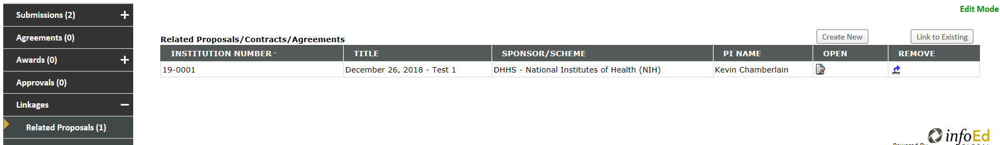 Edit Mode
Submissions (2)
Agreements (0)
Awards (0)
Approvals (0)
Linkages
Related Proposals (1)
Related Proposals/Contracts/Agreements
Create New
Link to Existing
INSTITUTION NUMBER TITLE SPONSOR/SCHEME PI NAME OPEN REMOVE
19-0001 December 26, 2018 - Test 1 DHHS - National Institutes of Health (NIH) Kevin Chamberlain
infoEd
Powered By